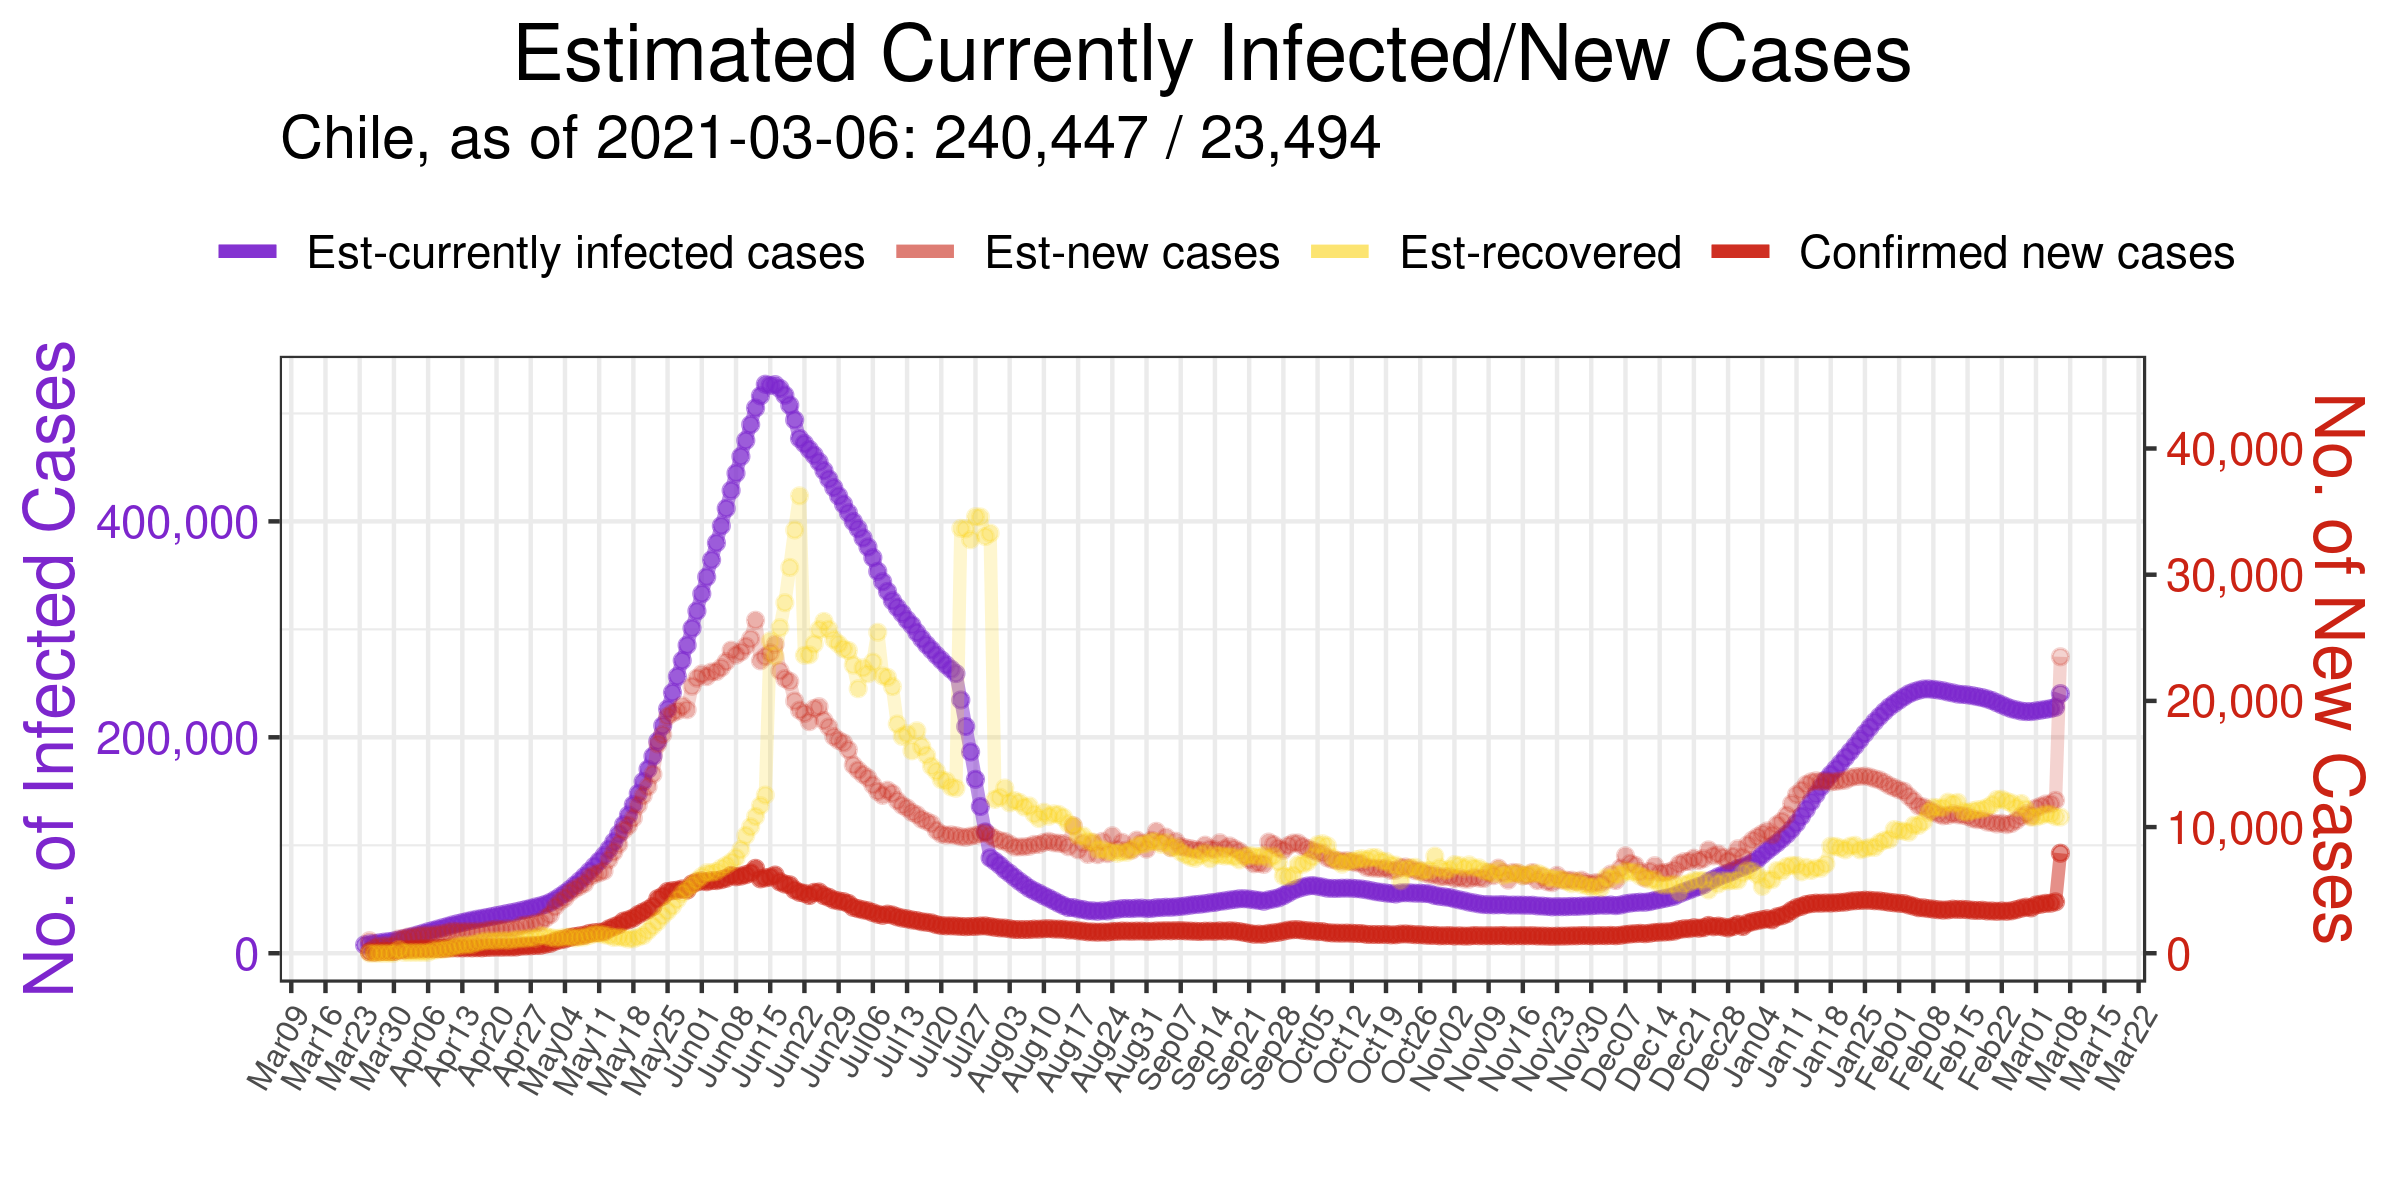 Estimated Currently Infected/New Cases
Chile, as of 2021-03-06: 240,447 / 23,494
Est-currently infected cases Est-new cases Est-recovered Confirmed new cases
No. of Infected Cases
400,000
200,000
0
No. of New Cases
40,000
30,000
20,000
10,000
0
Mar09 Mar16 Mar23 Mar30 Apr06 Apr13 Apr20 Apr27 May04 May11 May18 May25 Jun01 Jun08 Jun15 Jun22 Jun29 Jul06 Jul13 Jul20 Jul27 Aug03 Aug10 Aug17 Aug24 Aug31 Sep07 Sep14 Sep21 Sep28 Oct05 Oct12 Oct19 Oct26 Nov02 Nov09 Nov16 Nov23 Nov30 Dec07 Dec14 Dec21 Dec28 Jan04 Jan11 Jan18 Jan25 Feb01 Feb08 Feb15 Feb22 Mar01 Mar08 Mar15 Mar22